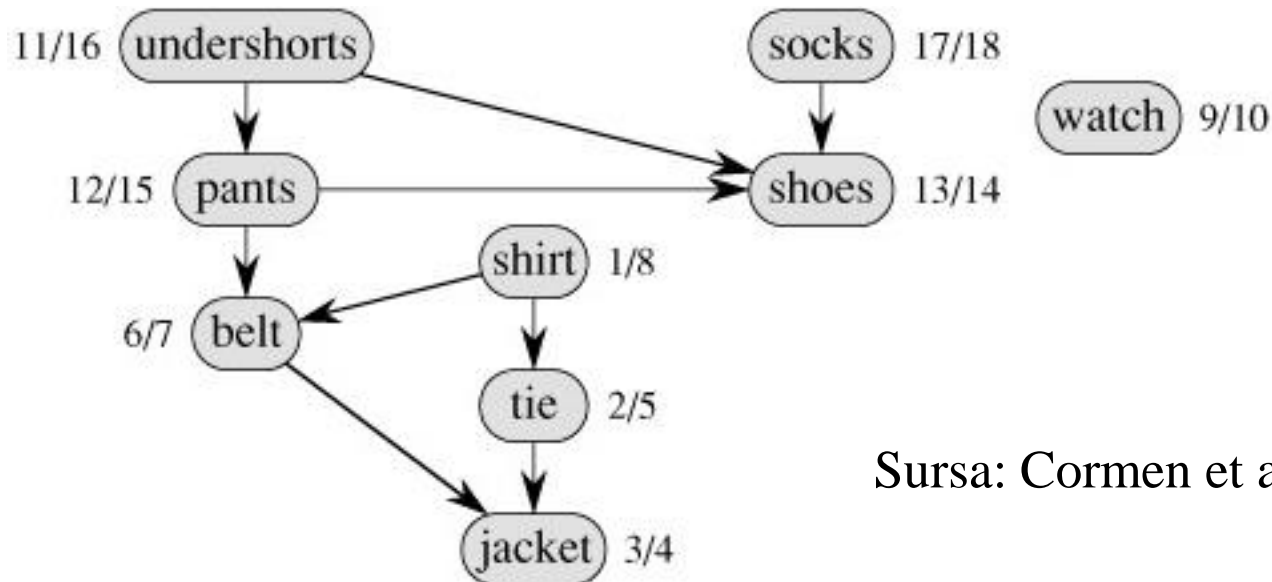 11/16 undershorts socks 17/18
watch 9/10
12/15 pants shoes 13/14
shirt 1/8
6/7 belt
tie 2/5
Sursa: Cormen et a
jacket 3/4